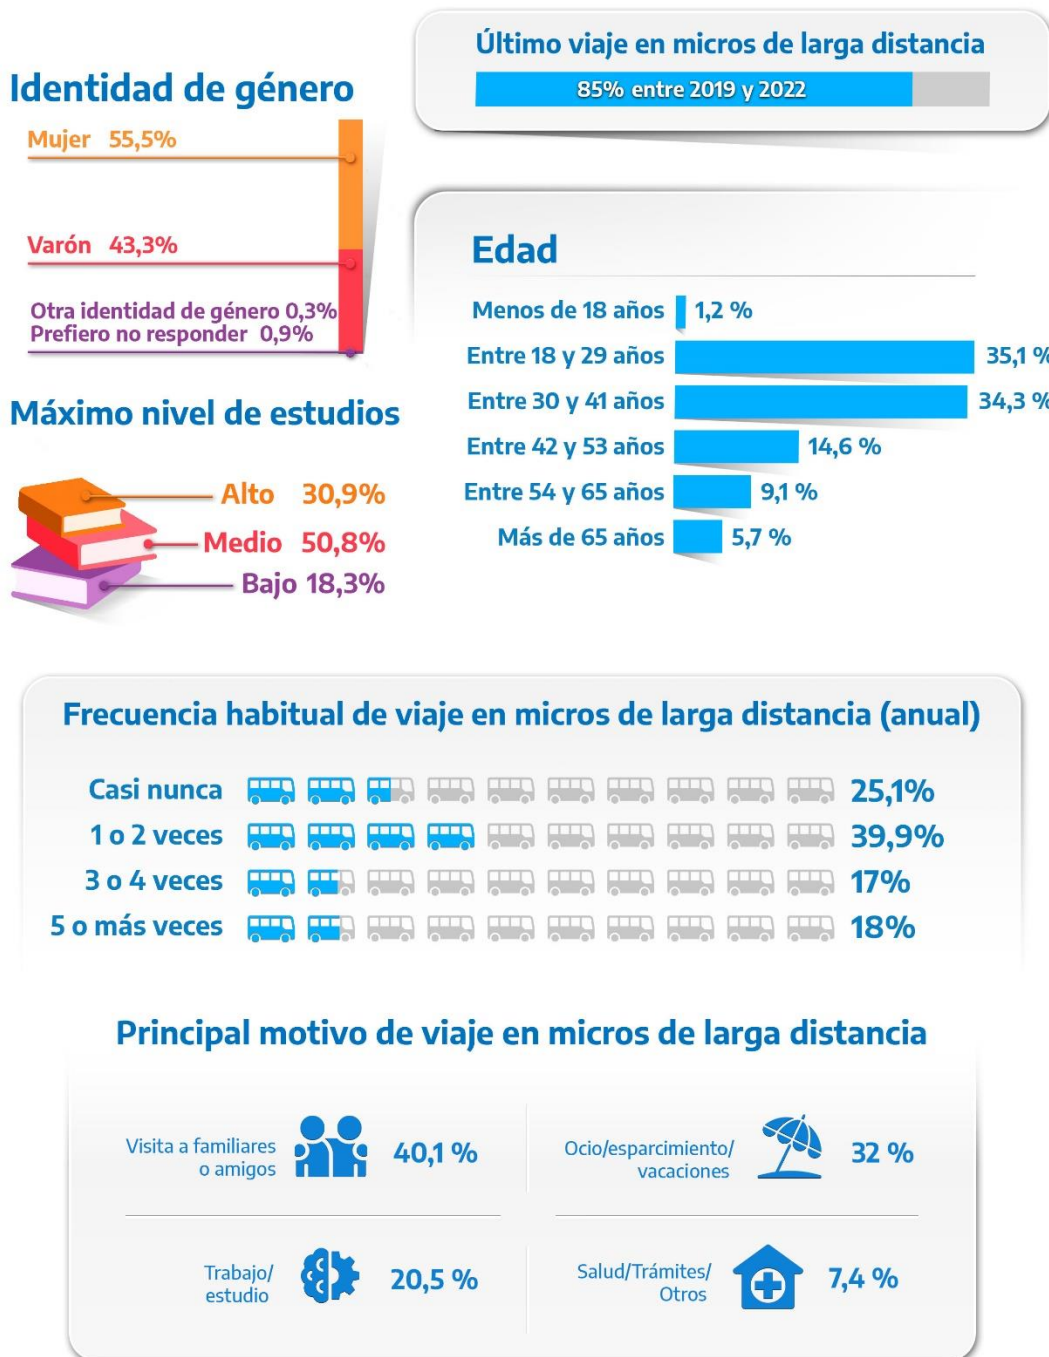 Identidad de género
Mujer 55,5%
Varón 43,3%
Otra identidad de género 0,3%
Prefiero no responder 0,9%
Máximo nivel de estudios
Alto 30,9%
Medio 50,8%
Bajo 18,3%
Último viaje en micros de larga distancia
85% entre 2019 y 2022
Edad
Menos de 18 años 1,2 %
Entre 18 y 29 años 35,1 %
Entre 30 y 41 años 34,3 %
Entre 42 y 53 años 14,6 %
Entre 54 y 65 años 9,1 %
Más de 65 años 5,7 %
Frecuencia habitual de viaje en micros de larga distancia (anual)
Casi nunca 25,1%
1 o 2 veces 39,9%
3 o 4 veces 17%
5 o más veces 18%
Principal motivo de viaje en micros de larga distancia
Visita a familiares
o amigos
40,1 %
Ocio/esparcimiento/
vacaciones
32 %
Trabajo/
estudio
20,5 %
Salud/Trámites/
Otros
7,4 %